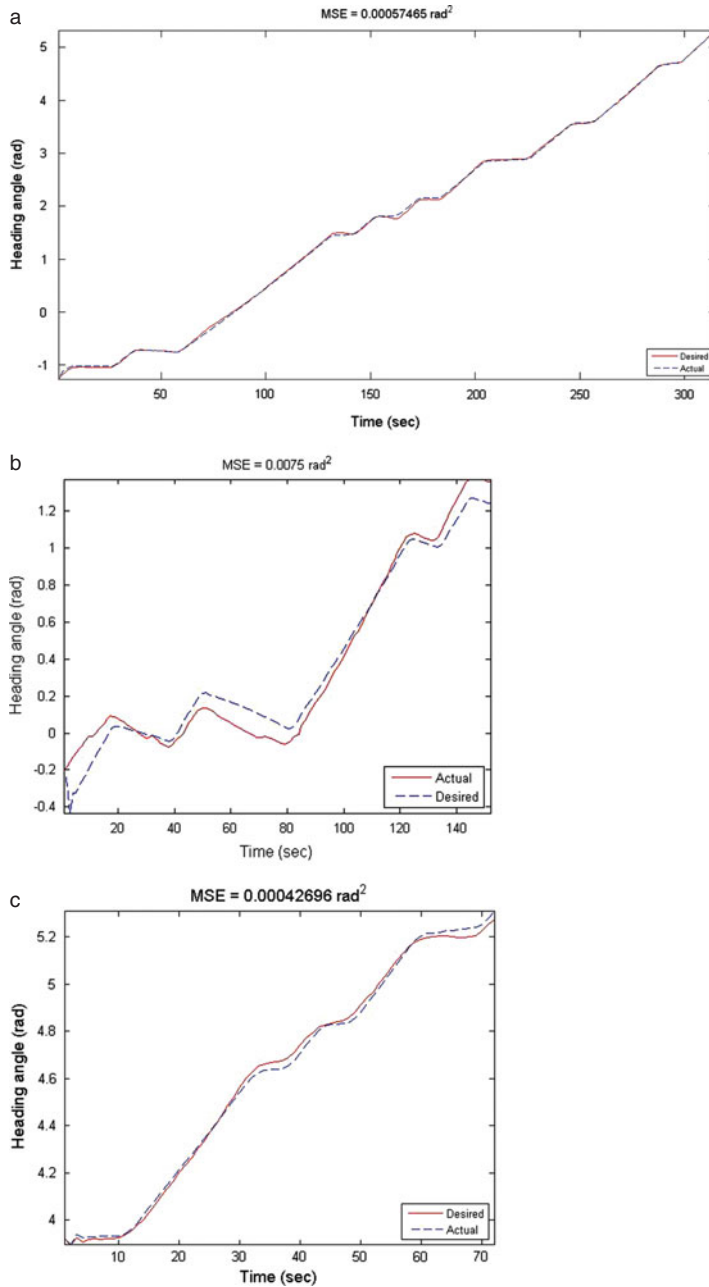 a
MSE = 0.00057465 rad²
5
4
3
2
1
0
-1
Heading angle (rad)
50 100 150 200 250 300
Time (sec)
Desired
Actual
b
MSE = 0.0075 rad²
1.2
1
0.8
0.6
0.4
0.2
0
-0.2
-0.4
Heading angle (rad)
20 40 60 80 100 120 140
Time (sec)
Actual
Desired
c
MSE = 0.00042696 rad²
5.2
5
4.8
4.6
4.4
4.2
4
Heading angle (rad)
10 20 30 40 50 60 70
Time (sec)
Desired
Actual